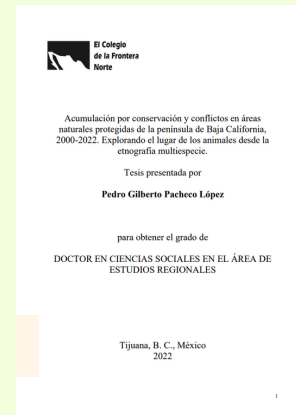 El Colegio
de la Frontera
Norte
Acumulación por conservación y conflictos en áreas
naturales protegidas de la península de Baja California,
2000-2022. Explorando el lugar de los animales desde la
etnografía multiespecie.
Tesis presentada por
Pedro Gilberto Pacheco López
para obtener el grado de
DOCTOR EN CIENCIAS SOCIALES EN EL ÁREA DE
ESTUDIOS REGIONALES
Tijuana, B. C., México
2022
1